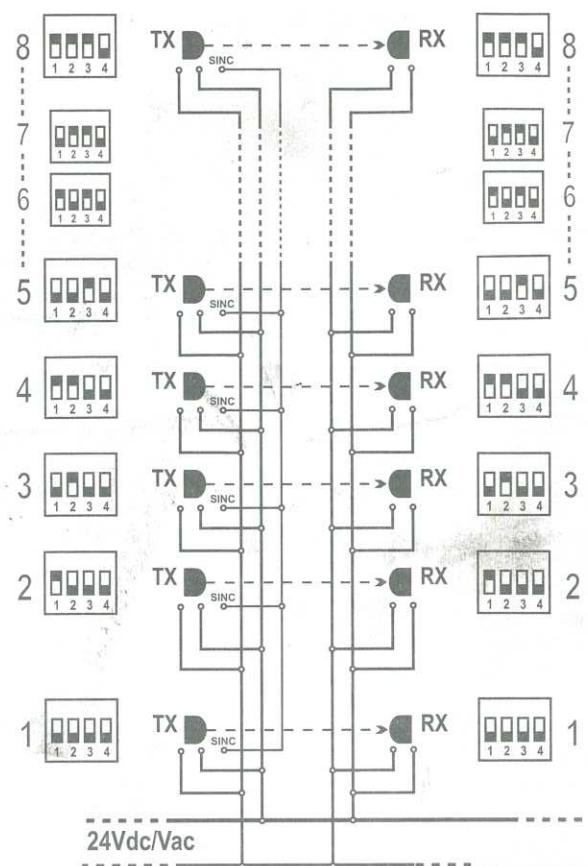 8 1 2 3 4 TX SINC RX 1 2 3 4 8
7 1 2 3 4 1 2 3 4 7
6 1 2 3 4 1 2 3 4 6
5 1 2 3 4 TX SINC RX 1 2 3 4 5
4 1 2 3 4 TX SINC RX 1 2 3 4 4
3 1 2 3 4 TX SINC RX 1 2 3 4 3
2 1 2 3 4 TX SINC RX 1 2 3 4 2
1 1 2 3 4 TX SINC RX 1 2 3 4 1
24Vdc/Vac